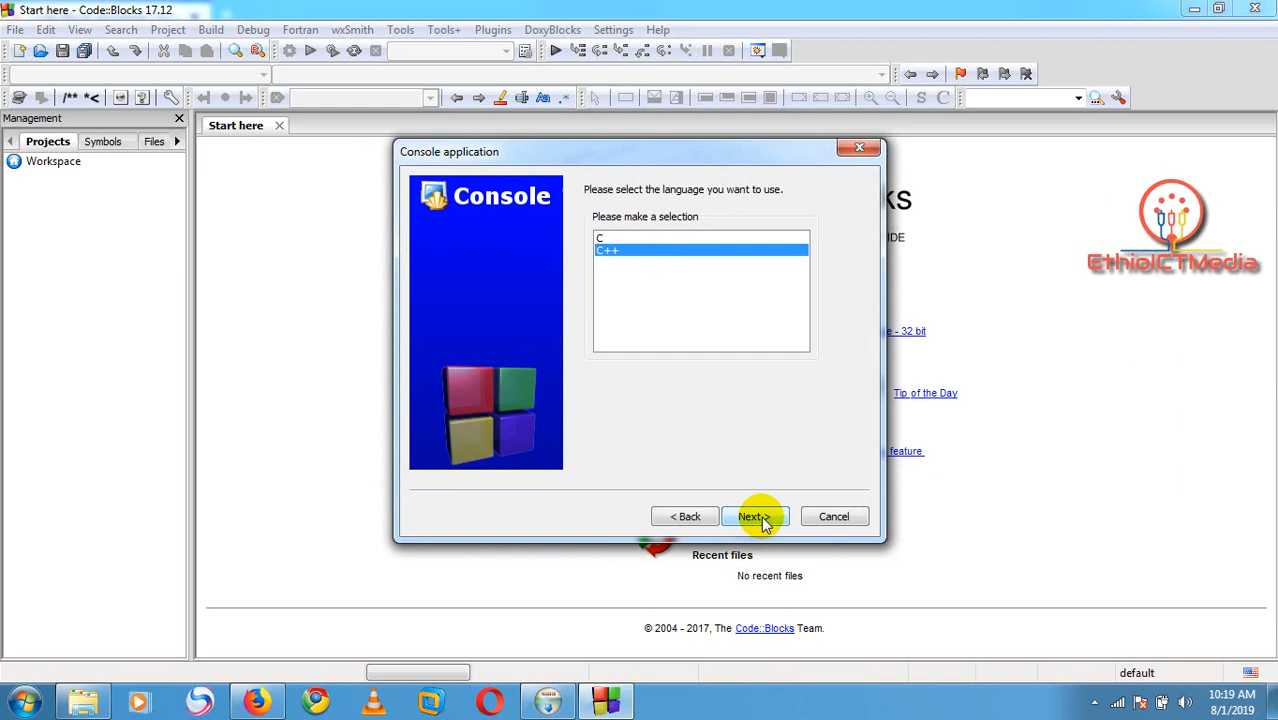 Start here - Code::Blocks 17.12
File Edit View Search Project Build Debug Fortran wxSmith Tools Tools+ Plugins DoxyBlocks Settings Help
/** *<
S C
Management
Projects Symbols Files
Workspace
Start here
Console application
Console
Please select the language you want to use.
Please make a selection
C
C++
< Back Next > Cancel
ks
IDE
EthioICTMedia
e - 32 bit
Tip of the Day
feature
Recent files
No recent files
© 2004 - 2017, The Code::Blocks Team.
default
10:19 AM
8/1/2019